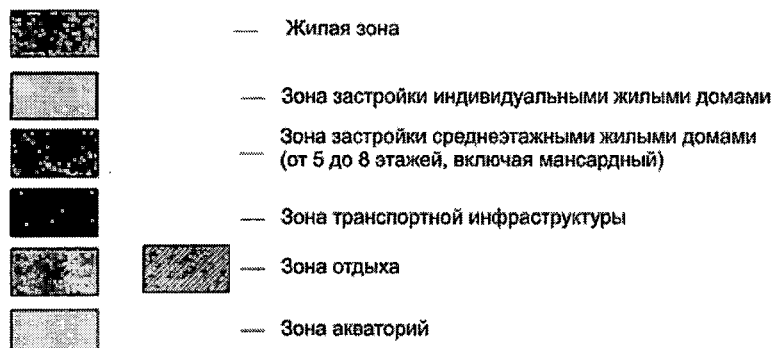 — Жилая зона
— Зона застройки индивидуальными жилыми домами
— Зона застройки среднеэтажными жилыми домами
(от 5 до 8 этажей, включая мансардный)
— Зона транспортной инфраструктуры
— Зона отдыха
— Зона акваторий